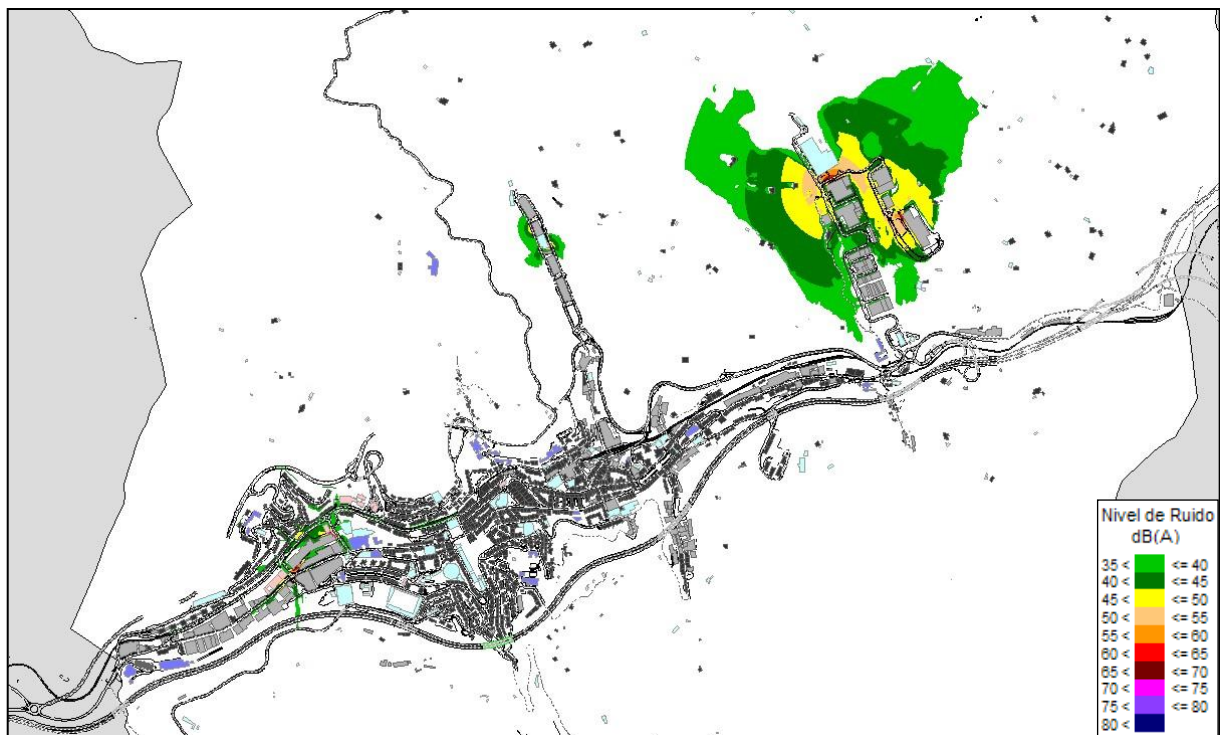 Nivel de Ruido
dB(A)
35 < <= 40
40 < <= 45
45 < <= 50
50 < <= 55
55 < <= 60
60 < <= 65
65 < <= 70
70 < <= 75
75 < <= 80
80 <